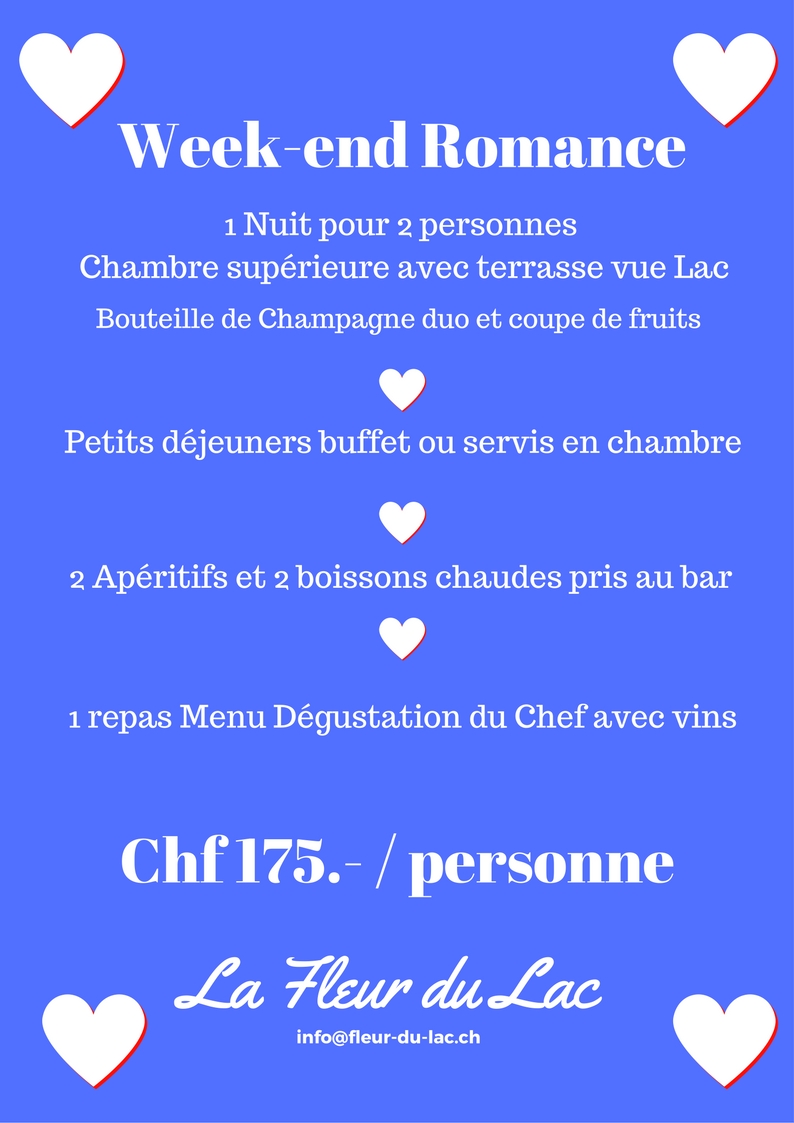 Week-end Romance
1 Nuit pour 2 personnes
Chambre supérieure avec terrasse vue Lac
Bouteille de Champagne duo et coupe de fruits
Petits déjeuners buffet ou servis en chambre
2 Apéritifs et 2 boissons chaudes pris au bar
1 repas Menu Dégustation du Chef avec vins
Chf 175.- / personne
La Fleur du Lac
info@fleur-du-lac.ch